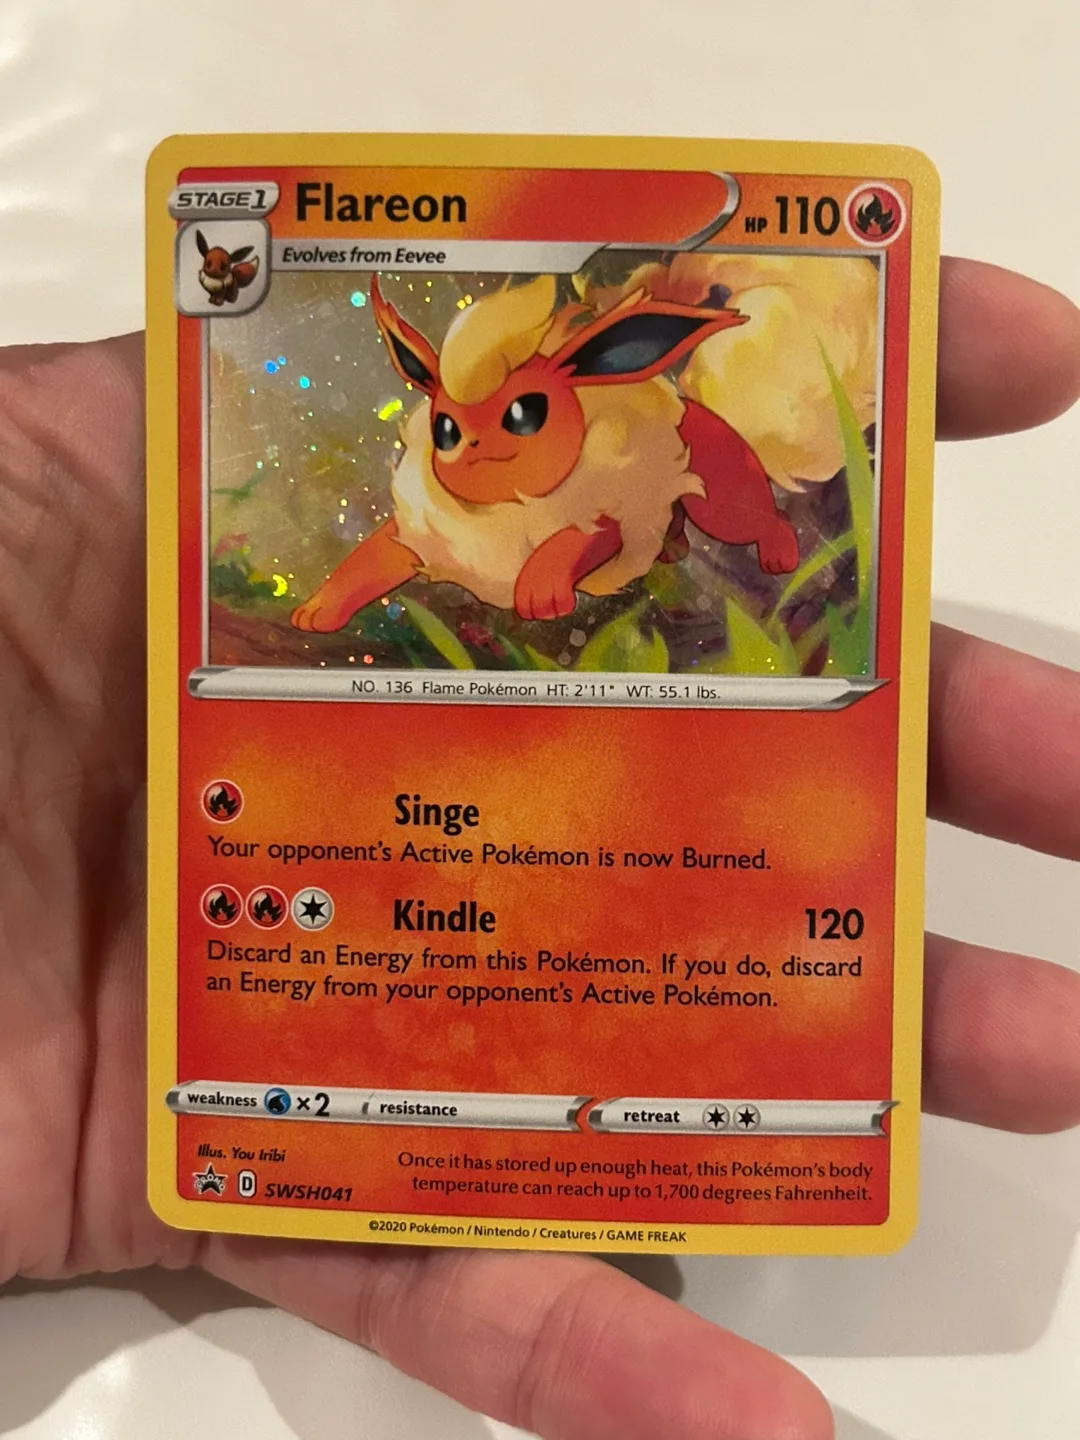 STAGE 1 Flareon HP 110
Evolves from Eevee
NO. 136 Flame Pokémon HT: 2'11" WT: 55.1 lbs.
Singe
Your opponent's Active Pokémon is now Burned.
Kindle 120
Discard an Energy from this Pokémon. If you do, discard
an Energy from your opponent's Active Pokémon.
weakness ×2 resistance retreat
Illus. You Iribi
PROMO D SWSH041
Once it has stored up enough heat, this Pokémon's body
temperature can reach up to 1,700 degrees Fahrenheit.
©2020 Pokémon / Nintendo / Creatures / GAME FREAK